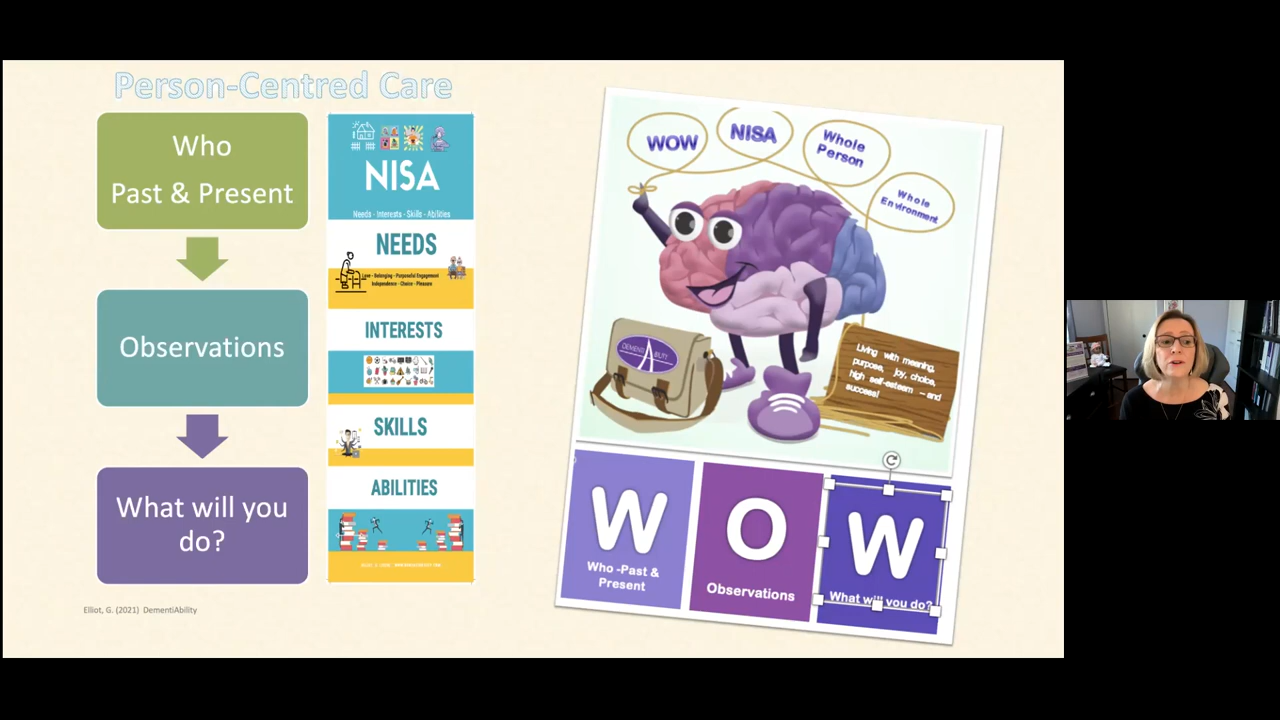 Person-Centred Care
Who
Past & Present
Observations
What will you
do?
Elliot, G. (2021) DementiAbility
NISA
Needs - Interests - Skills - Abilities
NEEDS
Love - Belonging - Purposeful Engagement
Independence - Choice - Pleasure
INTERESTS
SKILLS
ABILITIES
WOW
NISA
Whole
Person
Whole
Environment
DEMENTIABILITY
Living with meaning,
purpose, joy, choice,
high self-esteem – and
success!
W
Who -Past &
Present
O
Observations
W
What will you do?